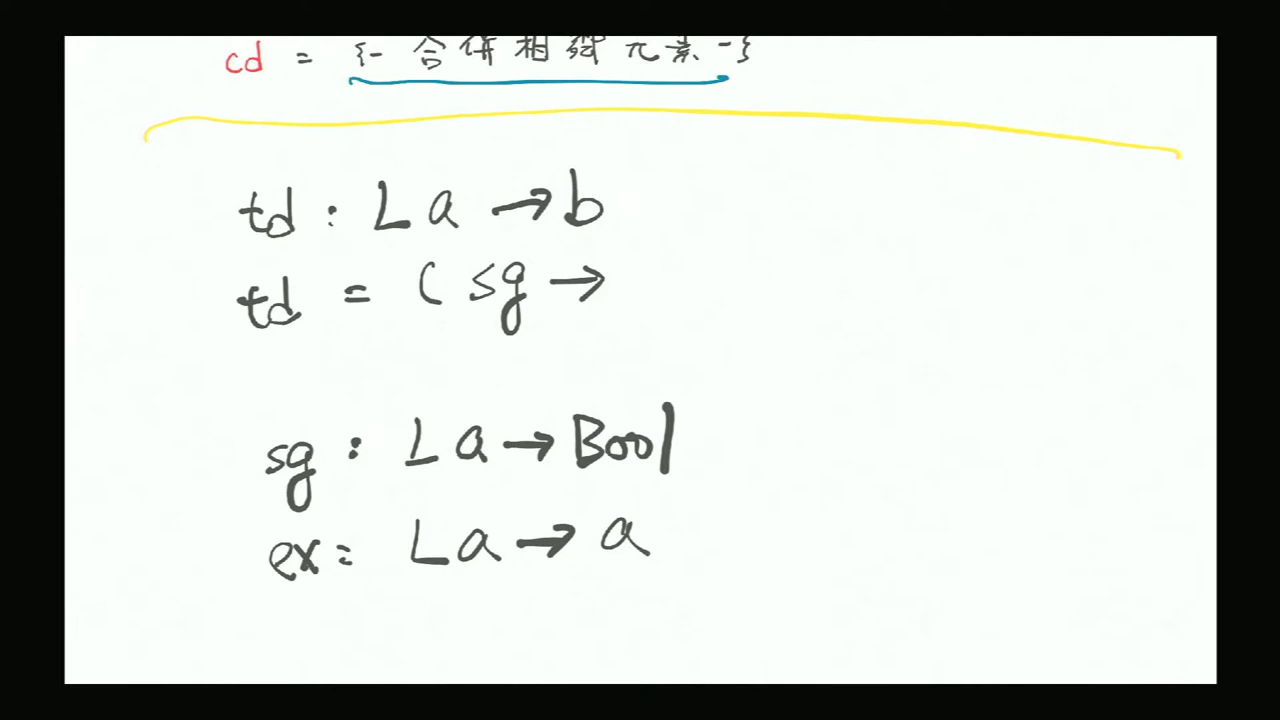 cd = {- 合併相鄰元素 -}
td : L a → b
td = ( sg →
sg : L a → Bool
ex = L a → a